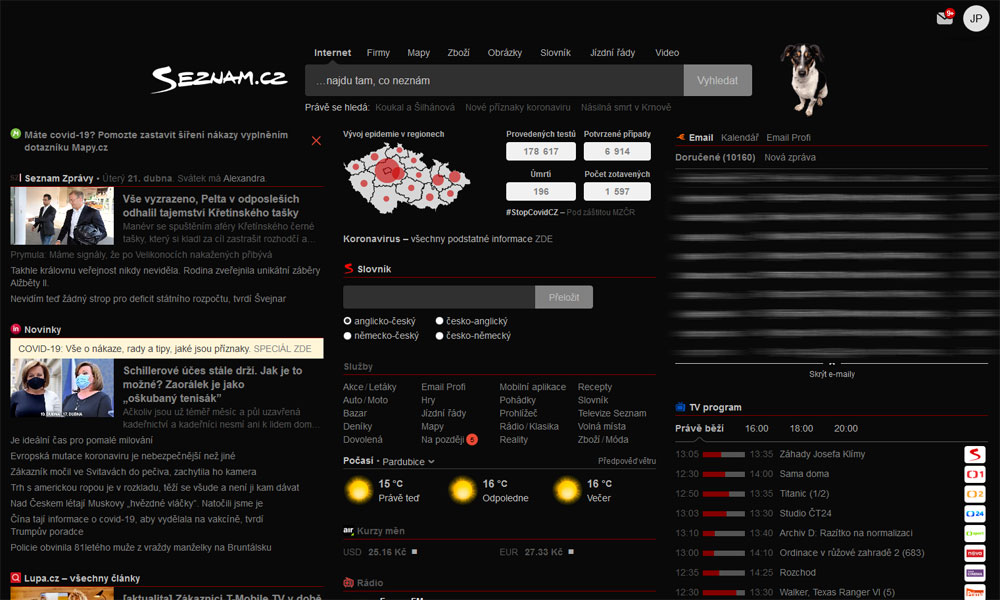 9+
JP
Internet Firmy Mapy Zboží Obrázky Slovník Jízdní řády Video
SEZNAM.CZ
...najdu tam, co neznám
Vyhledat
Právě se hledá: Koukal a Šilhánová Nové příznaky koronaviru Násilná smrt v Krnově
Máte covid-19? Pomozte zastavit šíření nákazy vyplněním
dotazníku Mapy.cz
Seznam Zprávy • Úterý 21. dubna. Svátek má Alexandra
Vše vyzrazeno, Pelta v odposleších
odhalil tajemství Křetínského tašky
Manévr se spuštěním aféry Křetínského černé
tašky, který si kladl za cíl zastrašit rozhodčí a…
Prymula: Máme signály, že po Velikonocích nakažených přibývá
Takhle královnu veřejnost nikdy neviděla. Rodina zveřejnila unikátní záběry
Alžběty II.
Nevidím teď žádný strop pro deficit státního rozpočtu, tvrdí Švejnar
Novinky
COVID-19: Vše o nákaze, rady a tipy, jaké jsou příznaky. SPECIÁL ZDE
Schillerové účes stále drží. Jak je to
možné? Zaorálek je jako
„oškubaný tenisák”
Ačkoliv jsou už téměř měsíc a půl uzavřená
kadeřnictví a kadeřníci nesmí ani k lidem dom…
Je ideální čas pro pomalé milování
Evropská mutace koronaviru je nebezpečnější než jiné
Zákazník močil ve Svitavách do pečiva, zachytila ho kamera
Trh s americkou ropou je v rozkladu, těží se všude a není ji kam dávat
Nad Českem létají Muskovy „hvězdné vláčky”. Natočili jsme je
Čína tají informace o covid-19, aby vydělala na vakcíně, tvrdí
Trumpův poradce
Policie obvinila 81letého muže z vraždy manželky na Bruntálsku
Lupa.cz – všechny články
[aktualita] Zákazníci T-Mobile TV v době
Vývoj epidemie v regionech
Provedených testů Potvrzené případy
178 617 6 914
Úmrtí Počet zotavených
196 1 597
#StopCovidCZ – Pod záštitou MZČR
Koronavirus – všechny podstatné informace ZDE
Slovník
Přeložit
anglicko-český česko-anglický
německo-český česko-německý
Služby
Akce / Letáky Email Profi Mobilní aplikace Recepty
Auto / Moto Hry Pohádky Slovník
Bazar Jízdní řády Prohlížeč Televize Seznam
Deníky Mapy Rádio / Klasika Volná místa
Dovolená Na později 5 Reality Zboží / Móda
Počasí • Pardubice Předpověď větru
15 °C Právě teď
16 °C Odpoledne
16 °C Večer
Kurzy měn
USD 25.16 Kč EUR 27.33 Kč
Rádio
Email Kalendář Email Profi
Doručené (10160) Nová zpráva
Skrýt e-maily
TV program
Právě běží 16:00 18:00 20:00
13:05 13:35 Záhady Josefa Klímy
12:40 14:00 Sama doma
12:50 13:35 Titanic (1/2)
13:03 13:30 Studio ČT24
13:10 13:40 Archiv D: Razítko na normalizaci
13:00 14:10 Ordinace v růžové zahradě 2 (683)
12:35 14:25 Rozchod
12:35 13:30 Walker, Texas Ranger VI (5)